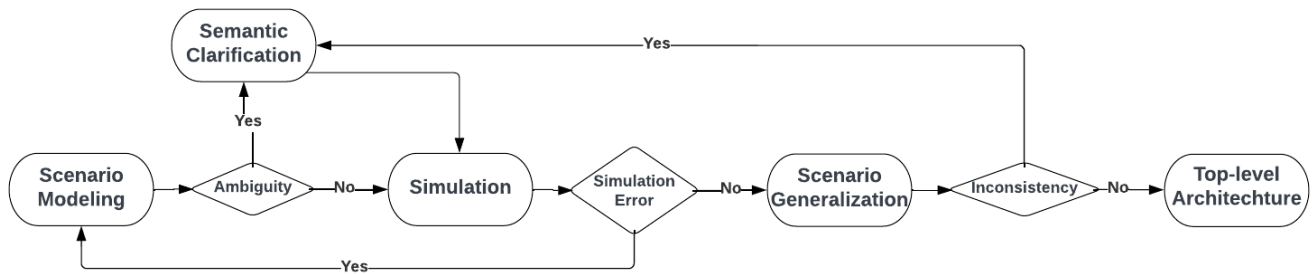 Semantic
Clarification
Yes
Yes
Scenario
Modeling
Ambiguity
No
Simulation
Simulation
Error
No
Scenario
Generalization
Inconsistency
No
Top-level
Architechture
Yes